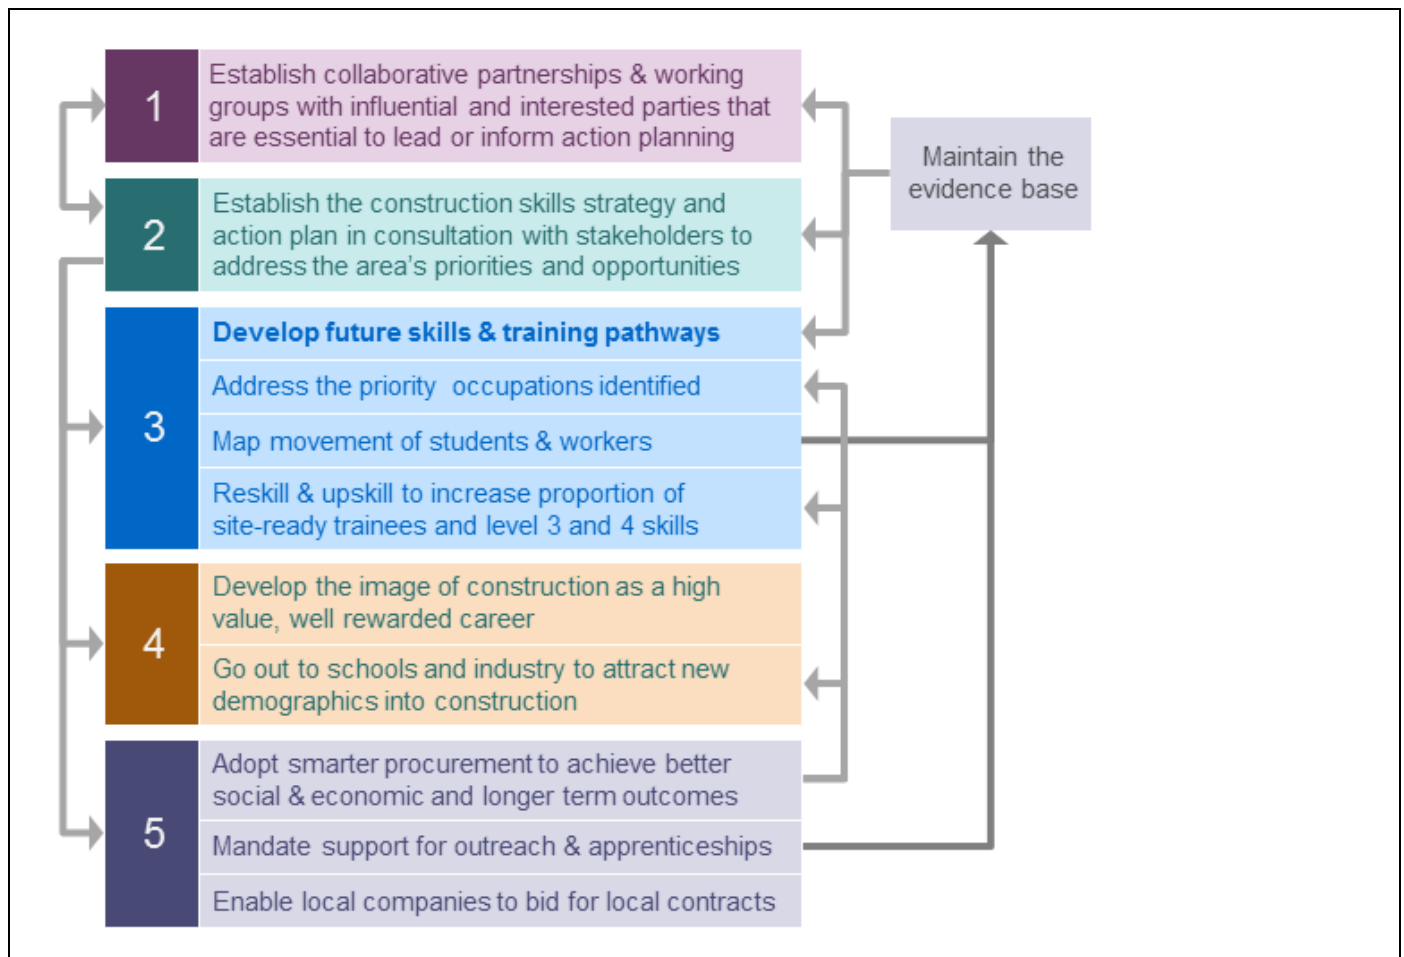 1
Establish collaborative partnerships & working
groups with influential and interested parties that
are essential to lead or inform action planning
Maintain the
evidence base
2
Establish the construction skills strategy and
action plan in consultation with stakeholders to
address the area's priorities and opportunities
3
Develop future skills & training pathways
Address the priority occupations identified
Map movement of students & workers
Reskill & upskill to increase proportion of
site-ready trainees and level 3 and 4 skills
4
Develop the image of construction as a high
value, well rewarded career
Go out to schools and industry to attract new
demographics into construction
5
Adopt smarter procurement to achieve better
social & economic and longer term outcomes
Mandate support for outreach & apprenticeships
Enable local companies to bid for local contracts